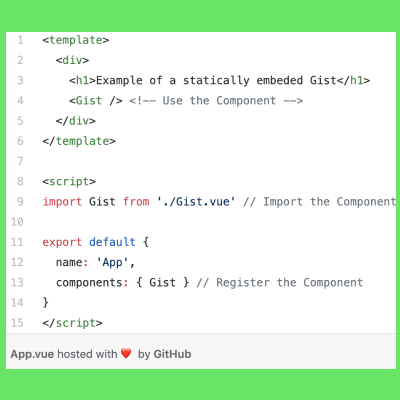 1 <template>
2 <div>
3 <h1>Example of a statically embeded Gist</h1>
4 <Gist /> <!-- Use the Component -->
5 </div>
6 </template>
7
8 <script>
9 import Gist from './Gist.vue' // Import the Component
10
11 export default {
12 name: 'App',
13 components: { Gist } // Register the Component
14 }
15 </script>
App.vue hosted with ❤ by GitHub